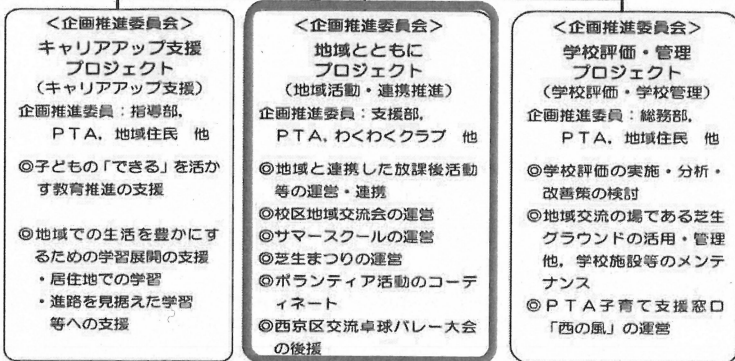 ＜企画推進委員会＞
キャリアアップ支援
プロジェクト
（キャリアアップ支援）
企画推進委員：指導部，
ＰＴＡ，地域住民　他
◎子どもの「できる」を活か
す教育推進の支援
◎地域での生活を豊かにす
るための学習展開の支援
・居住地での学習
・進路を見据えた学習
等への支援
＜企画推進委員会＞
地域とともに
プロジェクト
（地域活動・連携推進）
企画推進委員：支援部，
ＰＴＡ，わくわくクラブ　他
◎地域と連携した放課後活動
等の運営・連携
◎校区地域交流会の運営
◎サマースクールの運営
◎芝生まつりの運営
◎ボランティア活動のコーデ
ィネート
◎西京区交流卓球バレー大会
の後援
＜企画推進委員会＞
学校評価・管理
プロジェクト
（学校評価・学校管理）
企画推進委員：総務部，
ＰＴＡ，地域住民　他
◎学校評価の実施・分析・
改善策の検討
◎地域交流の場である芝生
グラウンドの活用・管理
他，学校施設等のメンテ
ナンス
◎ＰＴＡ子育て支援窓口
「西の風」の運営